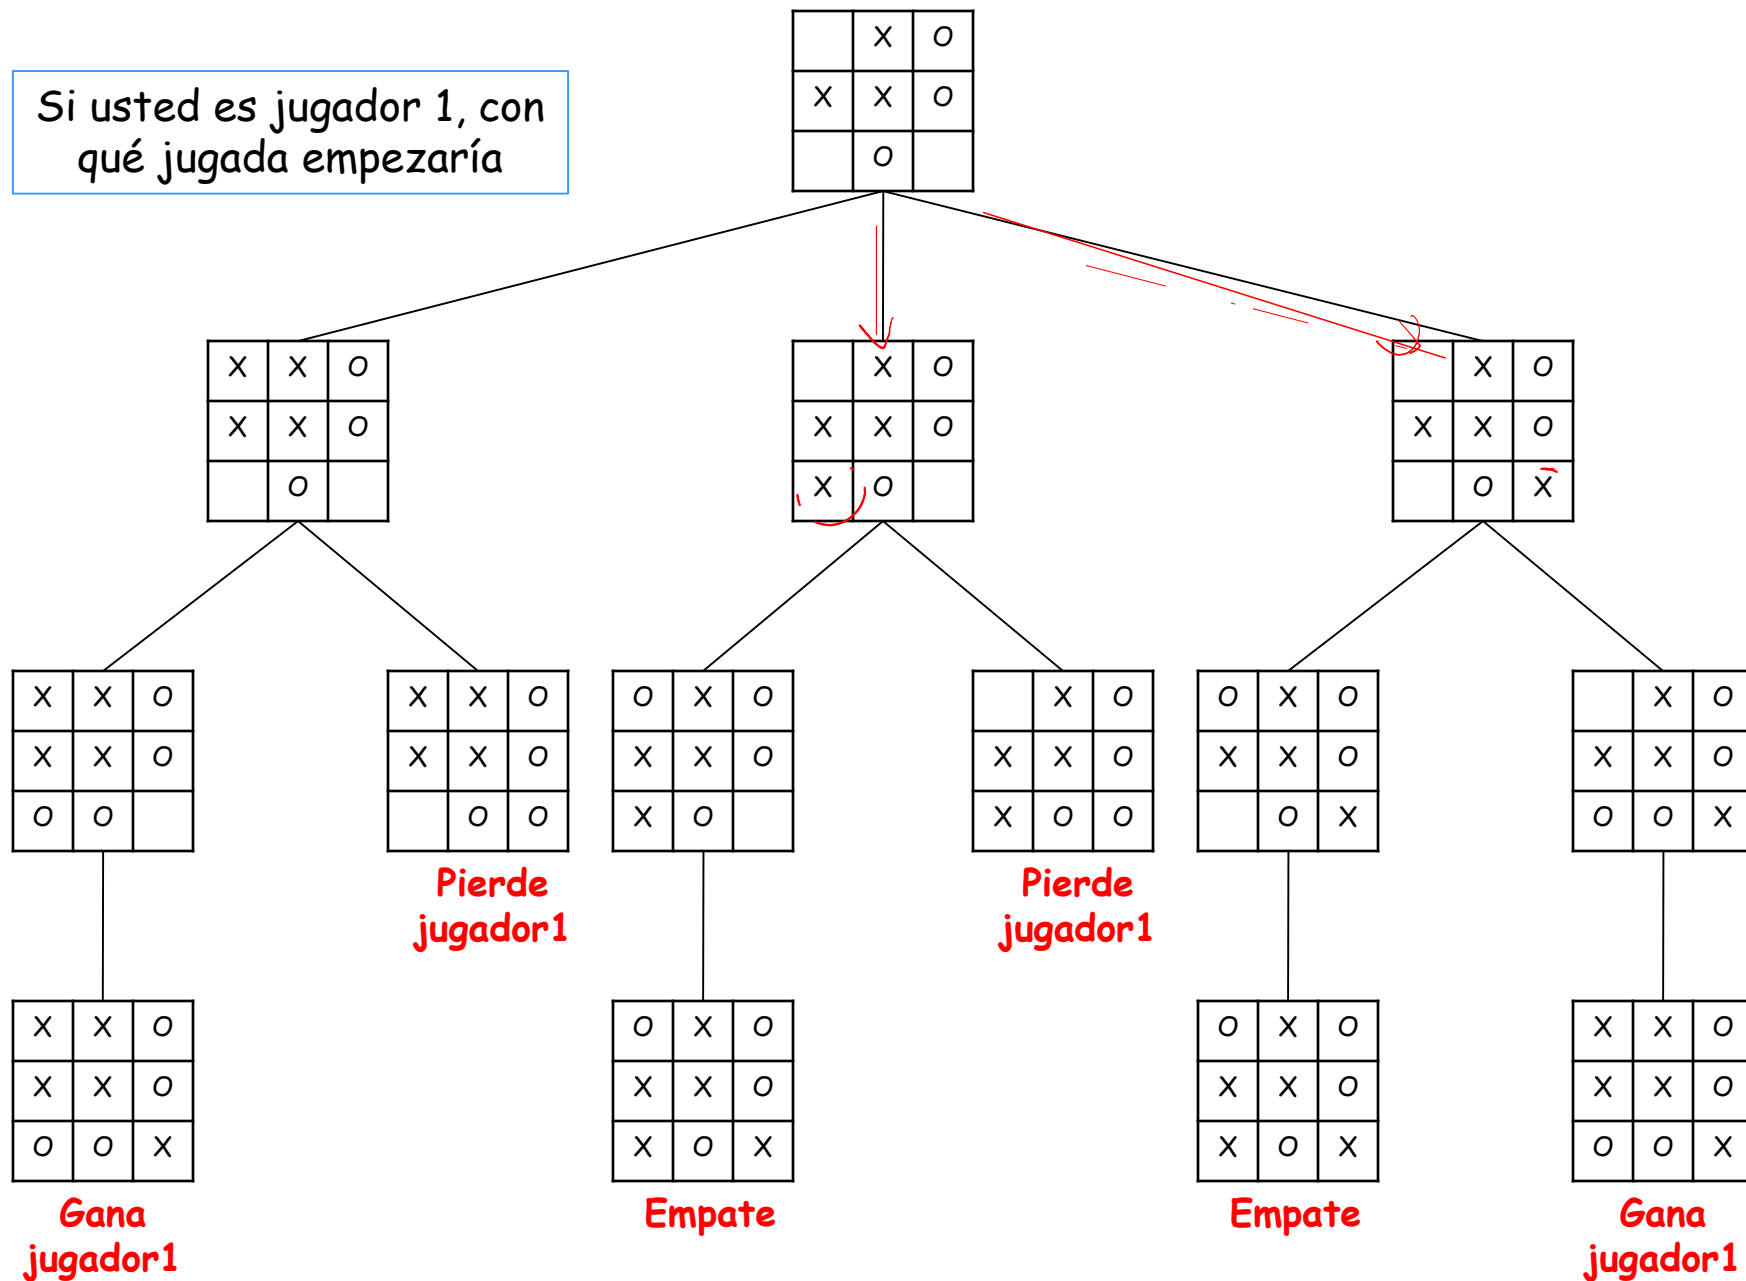 Si usted es jugador 1, con
qué jugada empezaría
X O
X X O
O
X X O
X X O
O
X O
X X O
X O
X O
X X O
O X
X X O
X X O
O O
X X O
X X O
O O
O X O
X X O
X O
X O
X X O
X O O
O X O
X X O
O X
X O
X X O
O O X
Pierde
jugador1
Pierde
jugador1
X X O
X X O
O O X
O X O
X X O
X O X
O X O
X X O
X O X
X X O
X X O
O O X
Gana
jugador1
Empate
Empate
Gana
jugador1